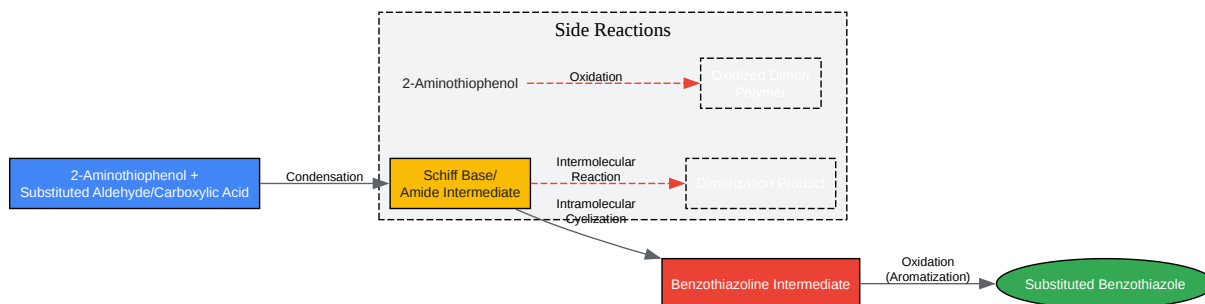 Side Reactions
2-Aminothiophenol
Oxidation
Oxidized Dimer/
Polymer
2-Aminothiophenol +
Substituted Aldehyde/Carboxylic Acid
Condensation
Schiff Base/
Amide Intermediate
Intermolecular
Reaction
Dimerization Product
Intramolecular
Cyclization
Benzothiazoline Intermediate
Oxidation
(Aromatization)
Substituted Benzothiazole